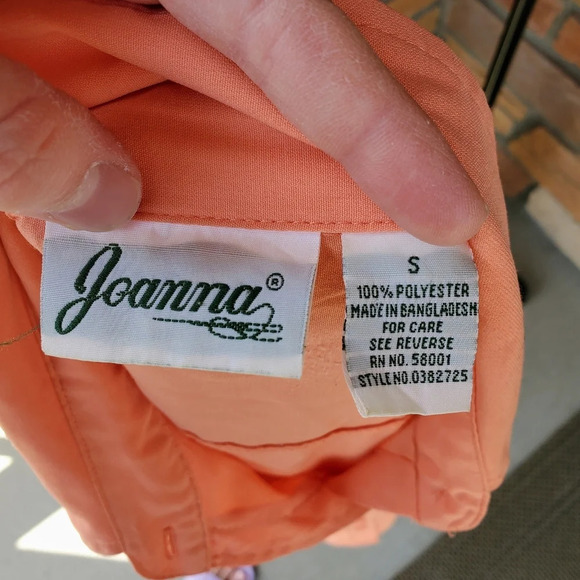 Joanna®
S
100% POLYESTER
MADE IN BANGLADESH
FOR CARE
SEE REVERSE
RN NO. 58001
STYLE NO. 0382725